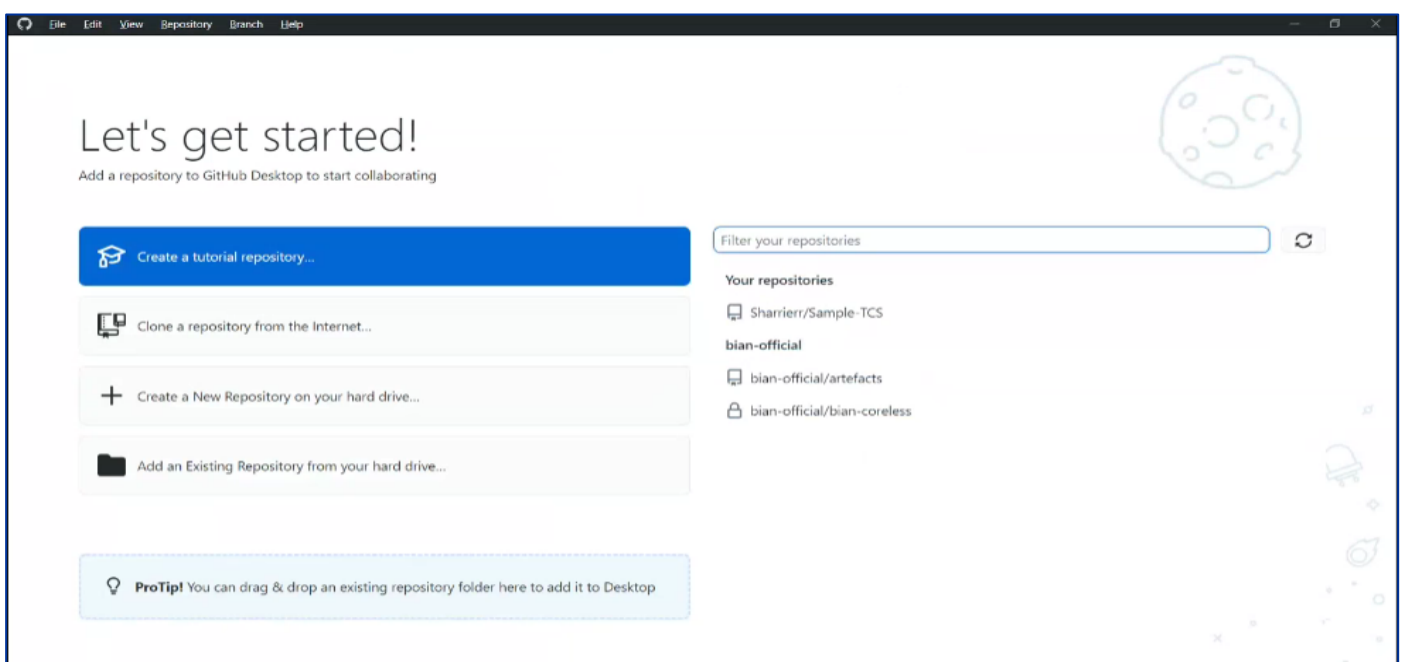 File Edit View Repository Branch Help
Let's get started!
Add a repository to GitHub Desktop to start collaborating
Create a tutorial repository...
Clone a repository from the Internet...
Create a New Repository on your hard drive...
Add an Existing Repository from your hard drive...
ProTip! You can drag & drop an existing repository folder here to add it to Desktop
Filter your repositories
Your repositories
Sharrierr/Sample-TCS
bian-official
bian-official/artefacts
bian-official/bian-coreless